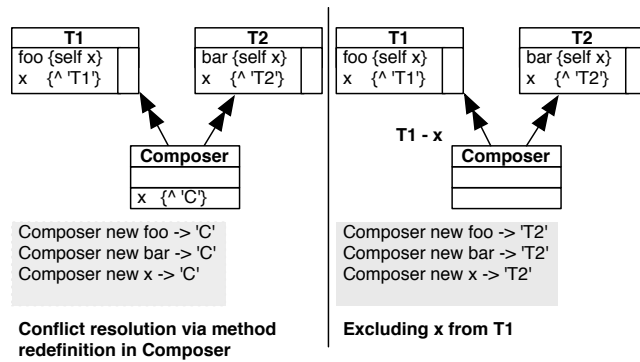 T1
foo {self x}
x {^ 'T1'}
T2
bar {self x}
x {^ 'T2'}
Composer
x {^ 'C'}
Composer new foo -> 'C'
Composer new bar -> 'C'
Composer new x -> 'C'
Conflict resolution via method
redefinition in Composer
T1
foo {self x}
x {^ 'T1'}
T2
bar {self x}
x {^ 'T2'}
T1 - x
Composer
Composer new foo -> 'T2'
Composer new bar -> 'T2'
Composer new x -> 'T2'
Excluding x from T1